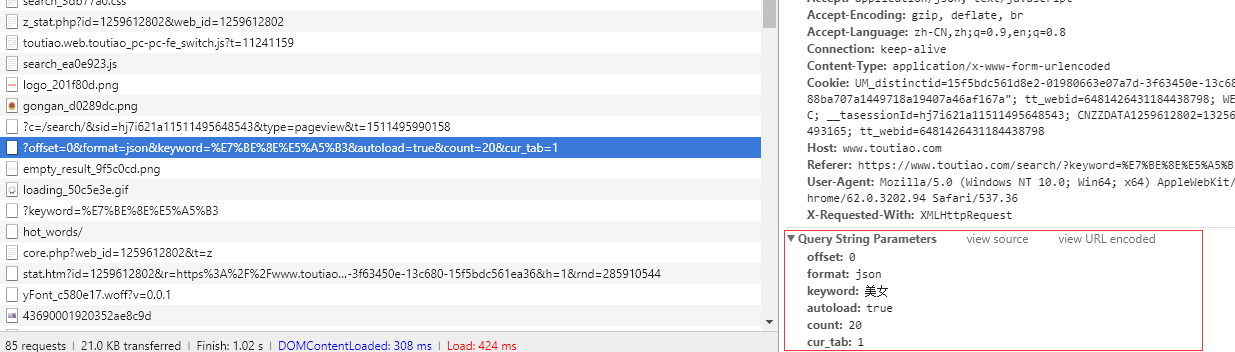 search_3db77a0.css
z_stat.php?id=1259612802&web_id=1259612802
toutiao.web.toutiao_pc-pc-fe_switch.js?t=11241159
search_ea0e923.js
logo_201f80d.png
gongan_d0289dc.png
?c=/search/&sid=hj7i621a11511495648543&type=pageview&t=1511495990158
?offset=0&format=json&keyword=%E7%BE%8E%E5%A5%B3&autoload=true&count=20&cur_tab=1
empty_result_9f5c0cd.png
loading_50c5e3e.gif
?keyword=%E7%BE%8E%E5%A5%B3
hot_words/
core.php?web_id=1259612802&t=z
stat.htm?id=1259612802&r=https%3A%2F%2Fwww.toutiao...-3f63450e-13c680-15f5bdc561ea36&h=1&rnd=285910544
yFont_c580e17.woff?v=0.0.1
43690001920352ae8c9d
85 requests | 21.0 KB transferred | Finish: 1.02 s | DOMContentLoaded: 308 ms | Load: 424 ms
Accept: application/json, text/javascript
Accept-Encoding: gzip, deflate, br
Accept-Language: zh-CN,zh;q=0.9,en;q=0.8
Connection: keep-alive
Content-Type: application/x-www-form-urlencoded
Cookie: UM_distinctid=15f5bdc561d8e2-01980663e07a7d-3f63450e-13c68
88ba707a1449718a19407a46af167a"; tt_webid=6481426431184438798; WE
C; __tasessionId=hj7i621a11511495648543; CNZZDATA1259612802=13256
493165; tt_webid=6481426431184438798
Host: www.toutiao.com
Referer: https://www.toutiao.com/search/?keyword=%E7%BE%8E%E5%A5%B
User-Agent: Mozilla/5.0 (Windows NT 10.0; Win64; x64) AppleWebKit/
hrome/62.0.3202.94 Safari/537.36
X-Requested-With: XMLHttpRequest
Query String Parameters view source view URL encoded
offset: 0
format: json
keyword: 美女
autoload: true
count: 20
cur_tab: 1